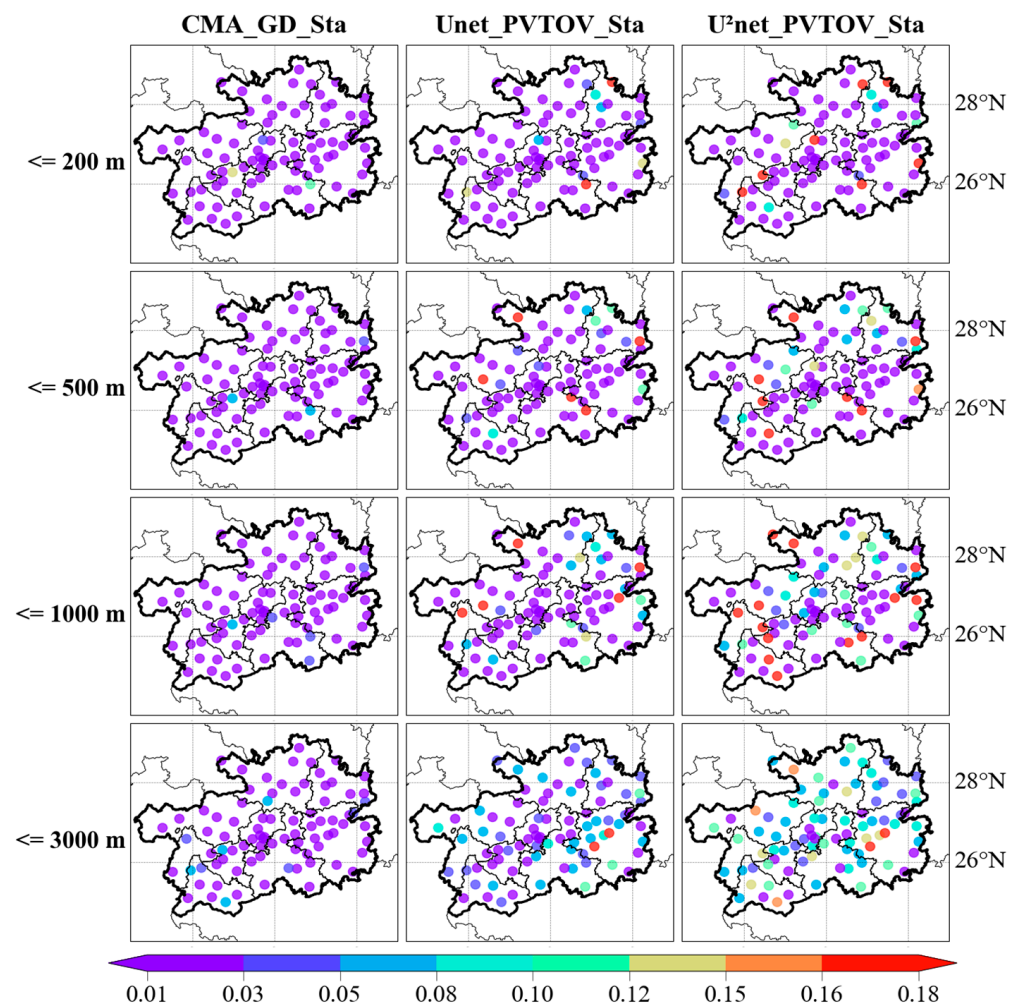 CMA_GD_Sta Unet_PVTOV_Sta U²net_PVTOV_Sta
28°N
<= 200 m
26°N
28°N
<= 500 m
26°N
28°N
<= 1000 m
26°N
28°N
<= 3000 m
26°N
0.01 0.03 0.05 0.08 0.10 0.12 0.15 0.16 0.18